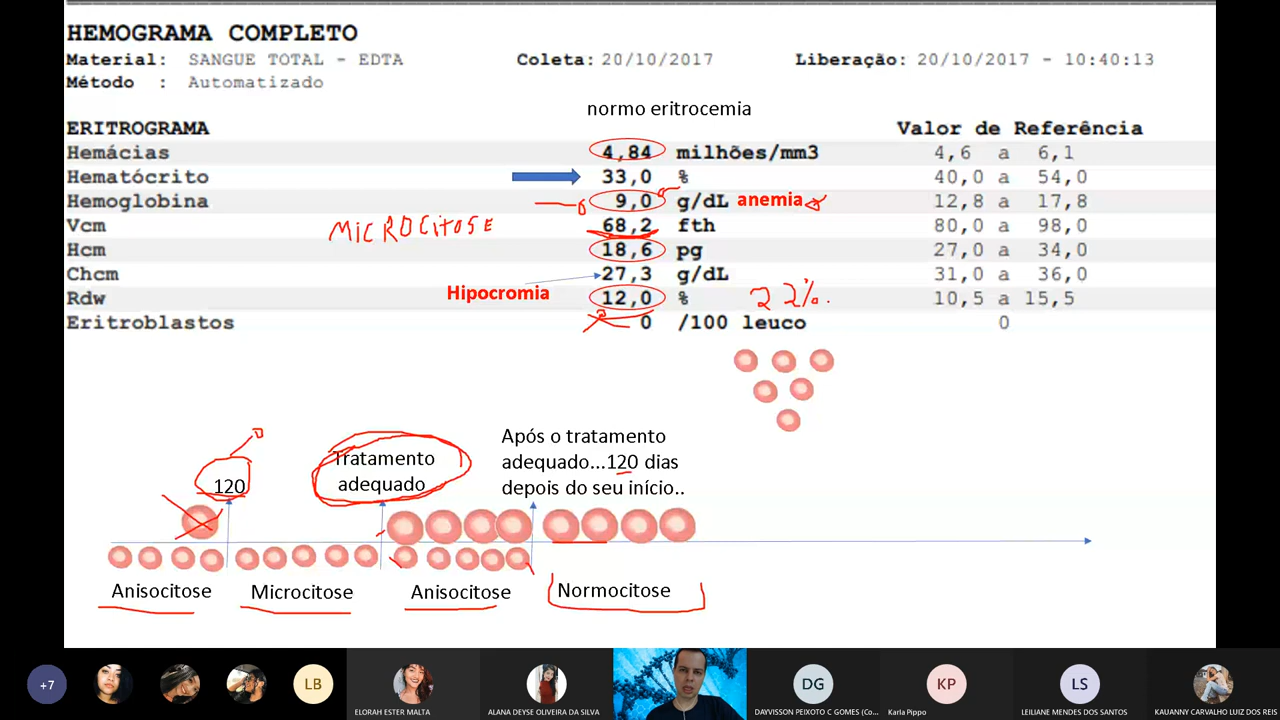 HEMOGRAMA COMPLETO
Material: SANGUE TOTAL - EDTA Coleta: 20/10/2017 Liberação: 20/10/2017 - 10:40:13
Método : Automatizado
normo eritrocemia
ERITROGRAMA Valor de Referência
Hemácias 4,84 milhões/mm3 4,6 a 6,1
Hematócrito 33,0 % 40,0 a 54,0
Hemoglobina 9,0 g/dL anemia 12,8 a 17,8
MICROCITOSE
Vcm 68,2 fth 80,0 a 98,0
Hcm 18,6 pg 27,0 a 34,0
Chcm 27,3 g/dL 31,0 a 36,0
Hipocromia
Rdw 12,0 % 22%. 10,5 a 15,5
Eritroblastos 0 /100 leuco 0
120
Tratamento
adequado
Após o tratamento
adequado...120 dias
depois do seu início..
Anisocitose Microcitose Anisocitose Normocitose
+7 LB DG KP LS
ELORAH ESTER MALTA ALANA DEYSE OLIVEIRA DA SILVA DAYVISSON PEIXOTO C GOMES (Co... Karla Pippo LEILIANE MENDES DOS SANTOS KAUANNY CARVALHO LUIZ DOS REIS